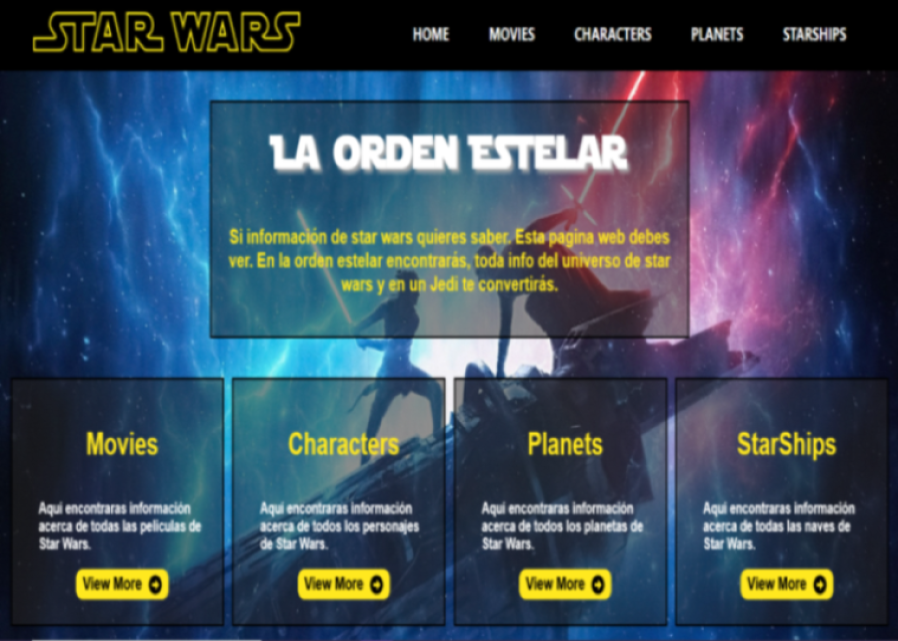 STAR WARS
HOME MOVIES CHARACTERS PLANETS STARSHIPS
LA ORDEN ESTELAR
Si información de star wars quieres saber. Esta pagina web debes
ver. En la orden estelar encontrarás, toda info del universo de star
wars y en un Jedi te convertirás.
Movies
Aquí encontraras información
acerca de todas las peliculas de
Star Wars.
View More
Characters
Aquí encontraras información
acerca de todos los personajes
de Star Wars.
View More
Planets
Aquí encontraras información
acerca de todos los planetas de
Star Wars.
View More
StarShips
Aquí encontraras información
acerca de todas las naves de
Star Wars.
View More